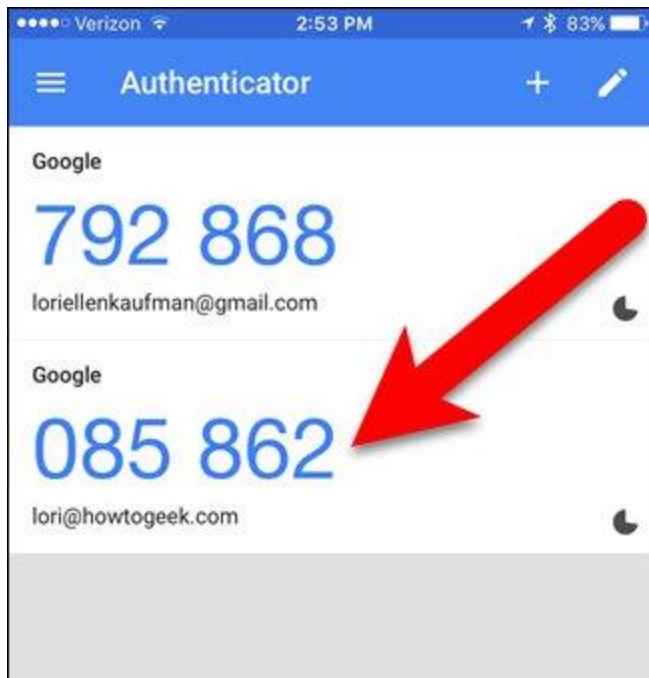 Verizon 2:53 PM 83%
Authenticator
Google
792 868
loriellenkaufman@gmail.com
Google
085 862
lori@howtogeek.com